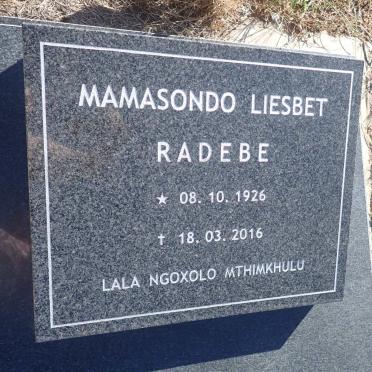 MAMASONDO LIESBET
RADEBE
★ 08. 10. 1926
† 18. 03. 2016
LALA NGOXOLO MTHIMKHULU